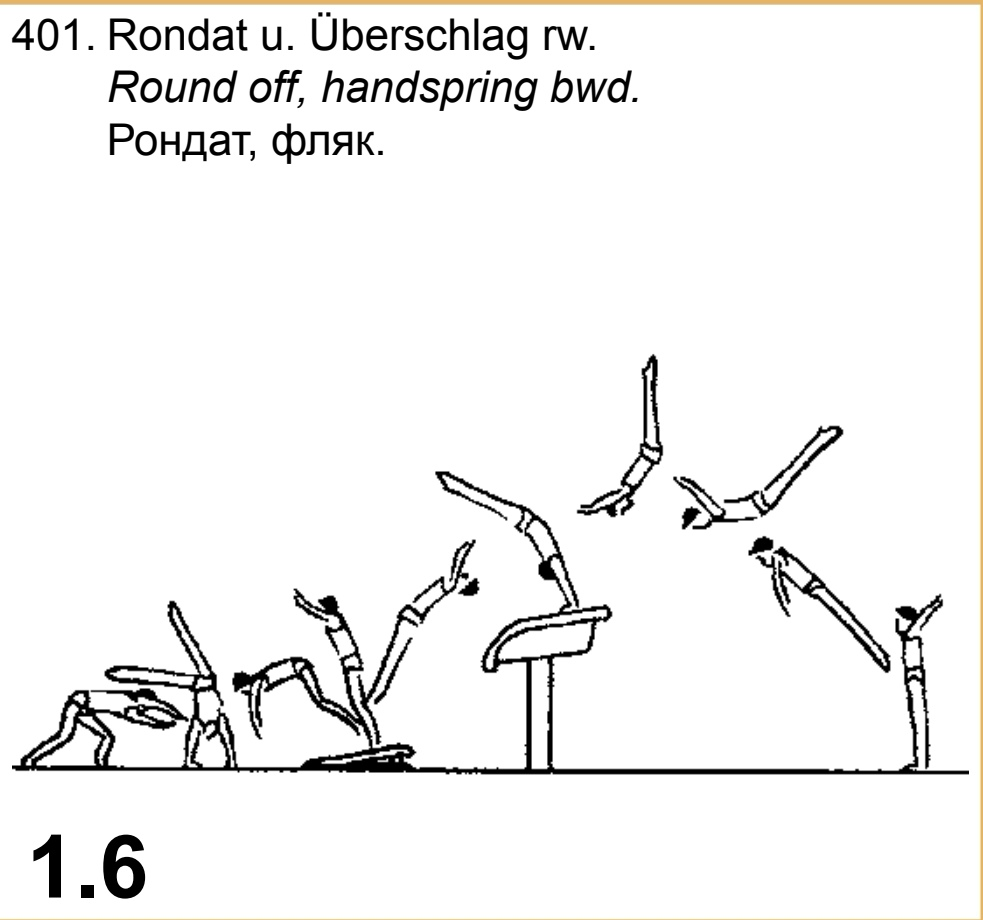 401. Rondat u. Überschlag rw.
Round off, handspring bwd.
Рондат, фляк.
1.6